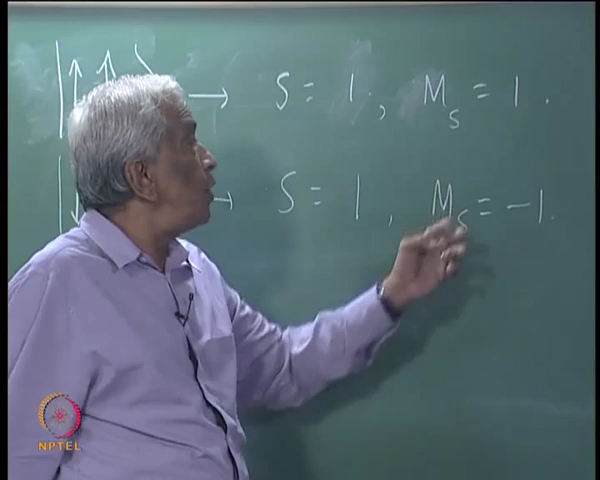 |↑ ↑⟩ → S = 1, M_S = 1.
→ S = 1, M_S = -1.
NPTEL